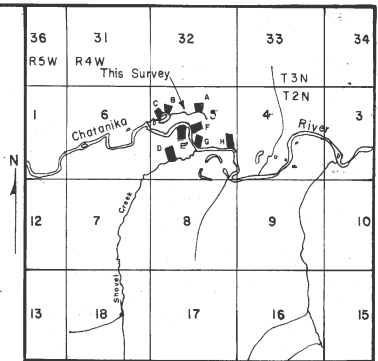 36 31 32 33 34
R5W R4W
This Survey
T3N
T2N
C B A
1 6 5 4 3
Chatanika River
F
E
D G H
N
12 7 8 9 10
Creek
Shovel
13 18 17 16 15